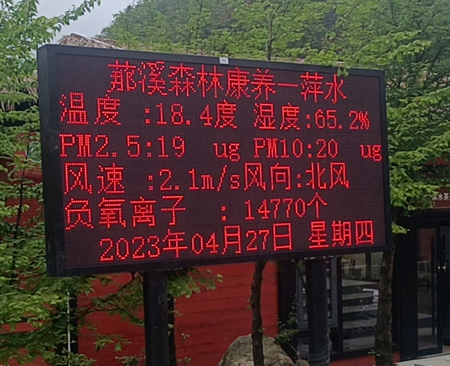 蓢溪森林康养一萍水
温度:18.4度 湿度:65.2%
PM2.5:19 ug PM10:20 ug
风速:2.1m/s风向:北风
负氧离子 : 14770个
2023年04月27日 星期四